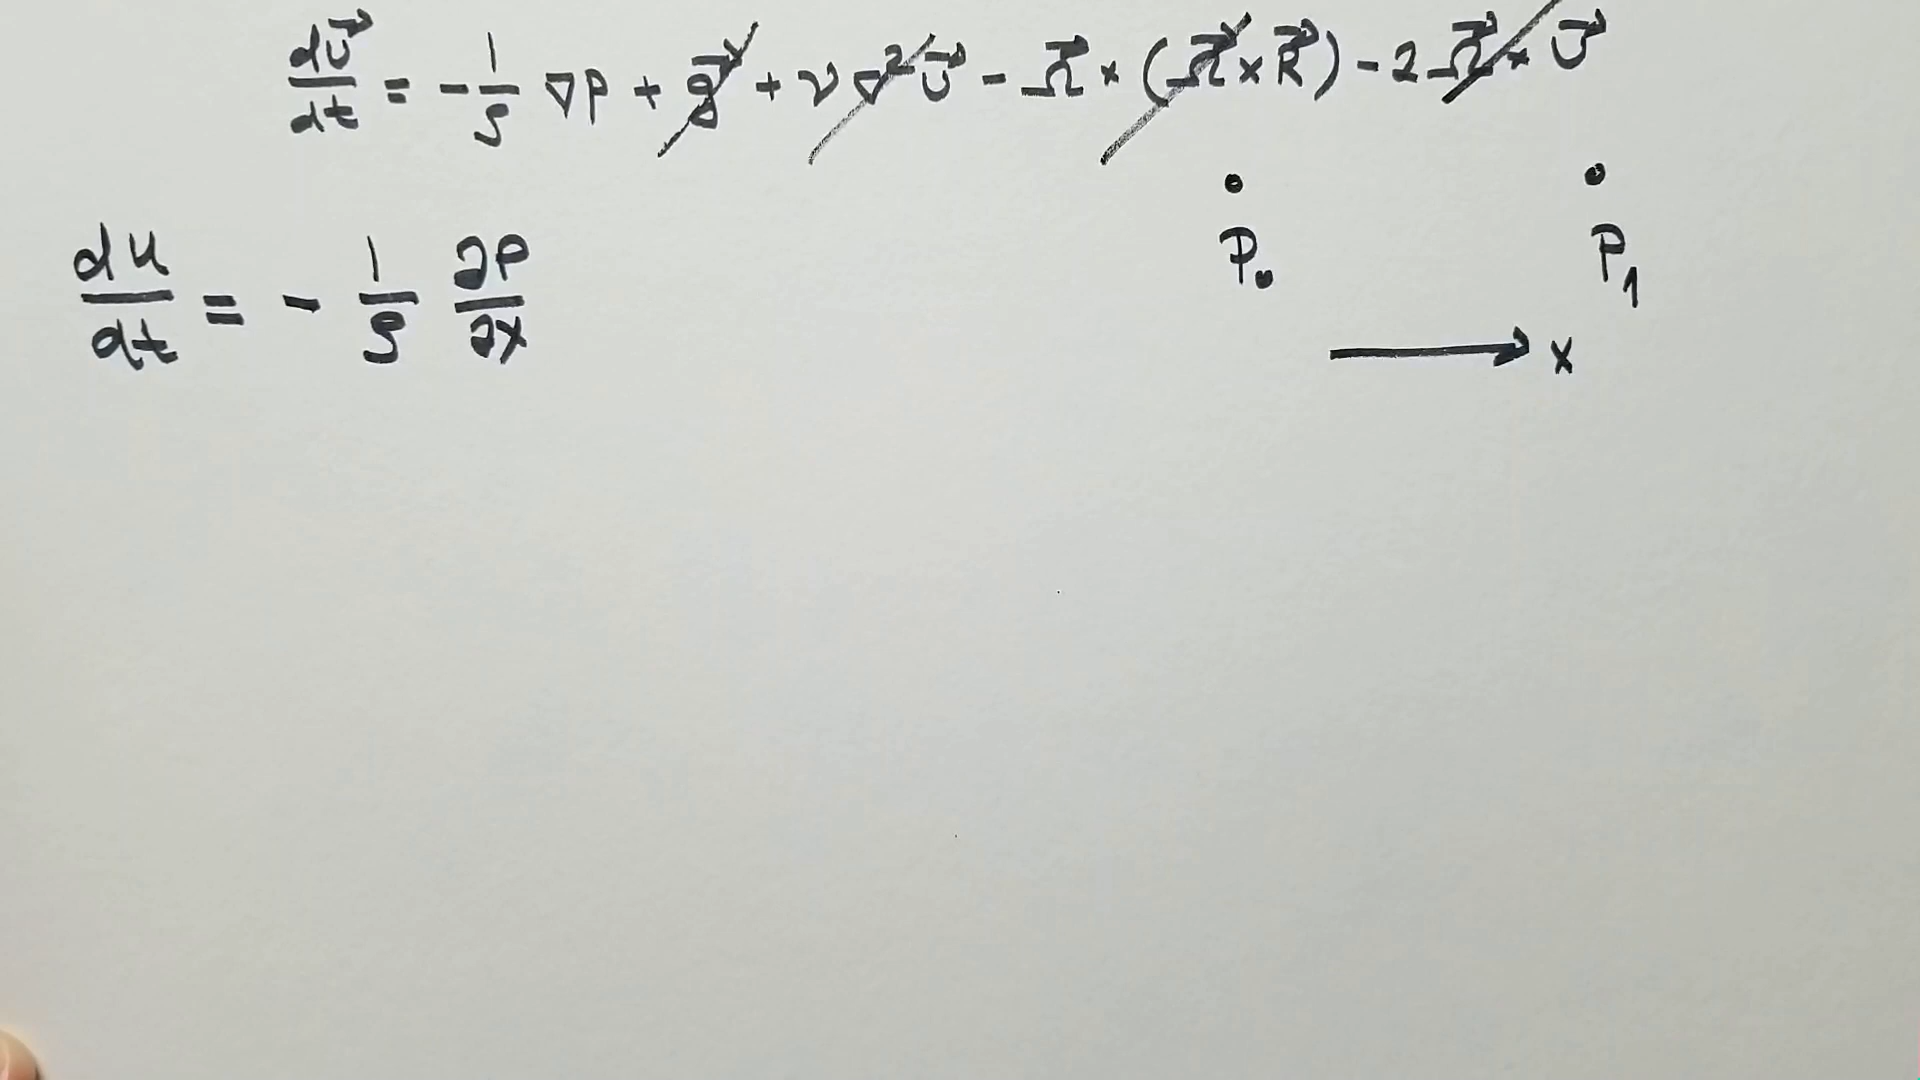 dv⃗/dt = -1/ρ ∇P + g⃗ + ν∇²v⃗ - Ω⃗ × (Ω⃗ × R⃗) - 2Ω⃗ × v⃗
du/dt = - 1/ρ ∂P/∂x
P₀ P₁
x